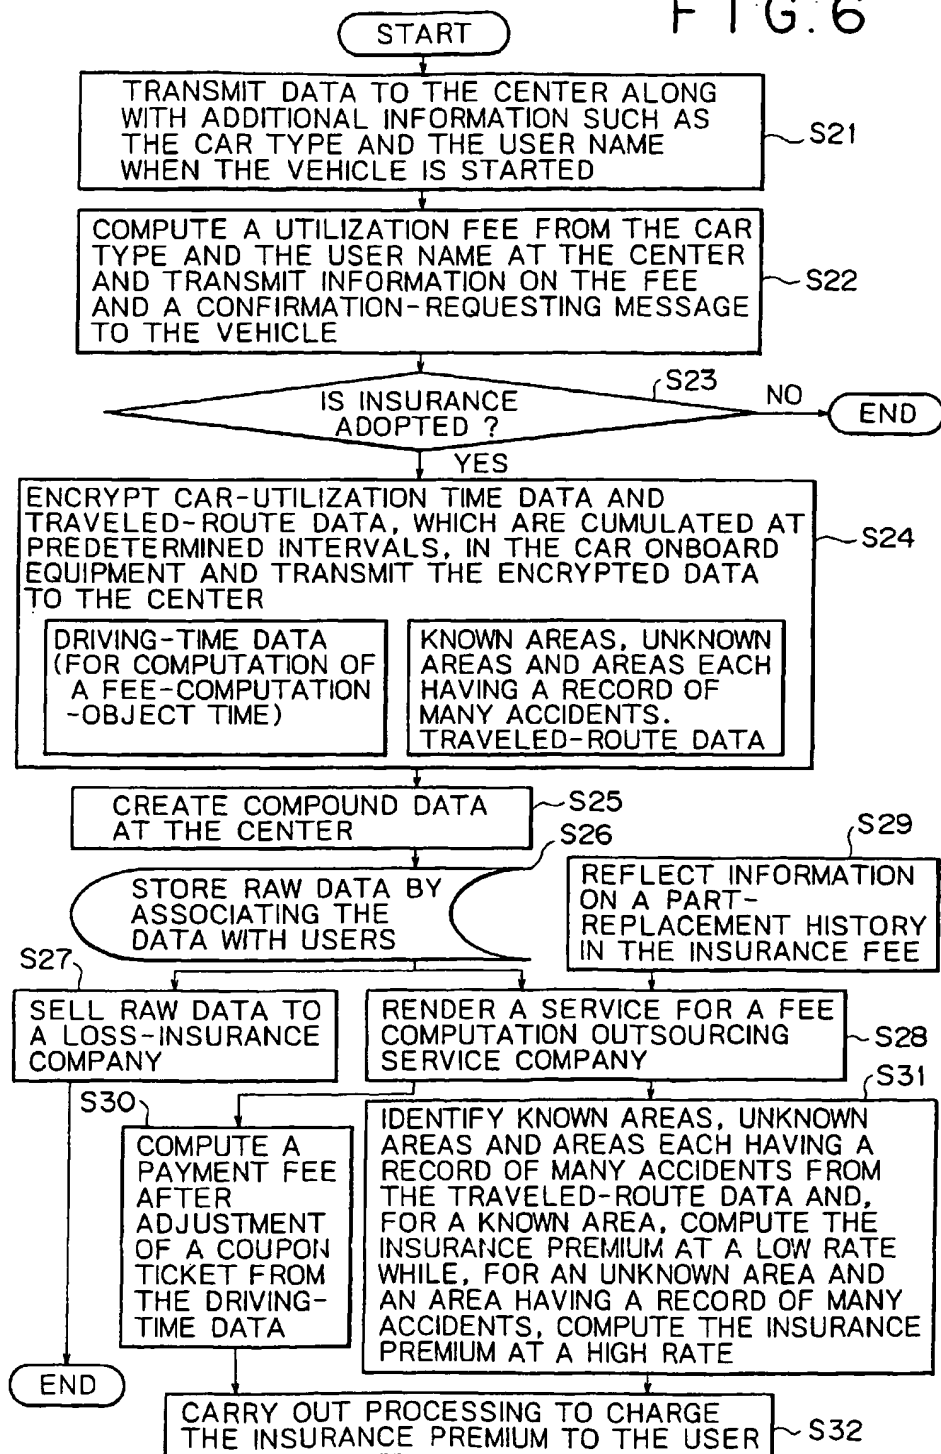 FIG. 6
START
TRANSMIT DATA TO THE CENTER ALONG
WITH ADDITIONAL INFORMATION SUCH AS
THE CAR TYPE AND THE USER NAME
WHEN THE VEHICLE IS STARTED
S21
COMPUTE A UTILIZATION FEE FROM THE CAR
TYPE AND THE USER NAME AT THE CENTER
AND TRANSMIT INFORMATION ON THE FEE
AND A CONFIRMATION-REQUESTING MESSAGE
TO THE VEHICLE
S22
S23
IS INSURANCE
ADOPTED ?
NO
END
YES
ENCRYPT CAR-UTILIZATION TIME DATA AND
TRAVELED-ROUTE DATA, WHICH ARE CUMULATED AT
PREDETERMINED INTERVALS, IN THE CAR ONBOARD
EQUIPMENT AND TRANSMIT THE ENCRYPTED DATA
TO THE CENTER
S24
DRIVING-TIME DATA
(FOR COMPUTATION OF
A FEE-COMPUTATION
-OBJECT TIME)
KNOWN AREAS, UNKNOWN
AREAS AND AREAS EACH
HAVING A RECORD OF
MANY ACCIDENTS.
TRAVELED-ROUTE DATA
CREATE COMPOUND DATA
AT THE CENTER
S25
S26
STORE RAW DATA BY
ASSOCIATING THE
DATA WITH USERS
S29
REFLECT INFORMATION
ON A PART-
REPLACEMENT HISTORY
IN THE INSURANCE FEE
S27
SELL RAW DATA TO
A LOSS-INSURANCE
COMPANY
RENDER A SERVICE FOR A FEE
COMPUTATION OUTSOURCING
SERVICE COMPANY
S28
S30
COMPUTE A
PAYMENT FEE
AFTER
ADJUSTMENT
OF A COUPON
TICKET FROM
THE DRIVING-
TIME DATA
S31
IDENTIFY KNOWN AREAS, UNKNOWN
AREAS AND AREAS EACH HAVING A
RECORD OF MANY ACCIDENTS FROM
THE TRAVELED-ROUTE DATA AND,
FOR A KNOWN AREA, COMPUTE THE
INSURANCE PREMIUM AT A LOW RATE
WHILE, FOR AN UNKNOWN AREA AND
AN AREA HAVING A RECORD OF MANY
ACCIDENTS, COMPUTE THE INSURANCE
PREMIUM AT A HIGH RATE
END
CARRY OUT PROCESSING TO CHARGE
THE INSURANCE PREMIUM TO THE USER
S32